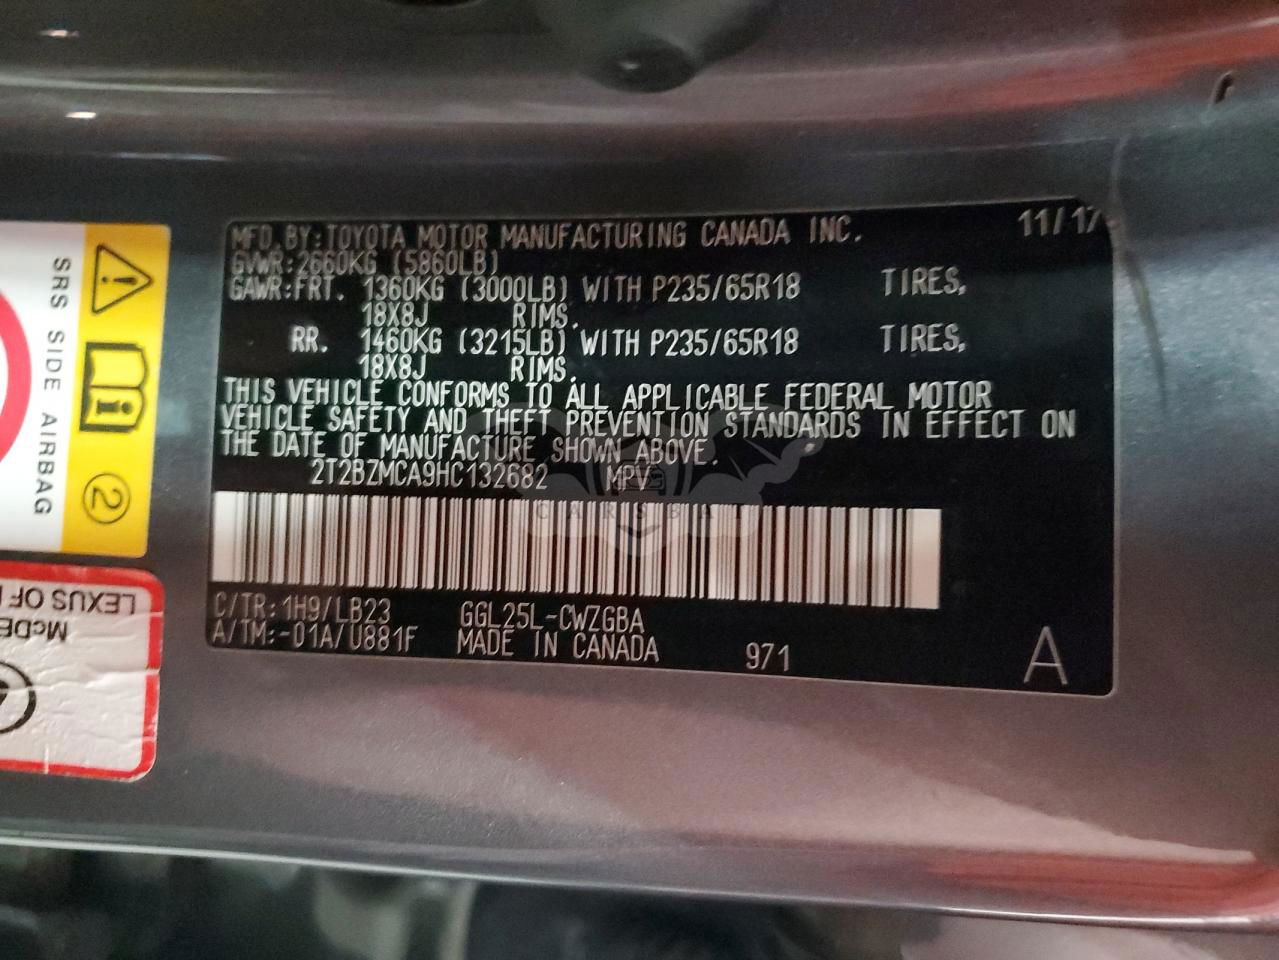 MFD.BY:TOYOTA MOTOR MANUFACTURING CANADA INC. 11/17
GVWR:2660KG (5860LB)
GAWR:FRT. 1360KG (3000LB) WITH P235/65R18 TIRES,
18X8J RIMS.
RR. 1460KG (3215LB) WITH P235/65R18 TIRES,
18X8J RIMS.
THIS VEHICLE CONFORMS TO ALL APPLICABLE FEDERAL MOTOR
VEHICLE SAFETY AND THEFT PREVENTION STANDARDS IN EFFECT ON
THE DATE OF MANUFACTURE SHOWN ABOVE.
2T2BZMCA9HC132682 MPV
C/TR:1H9/LB23 GGL25L-CWZGBA
A/TM:-01A/U881F MADE IN CANADA 971 A
SRS SIDE AIRBAG
2
LEXUS OF